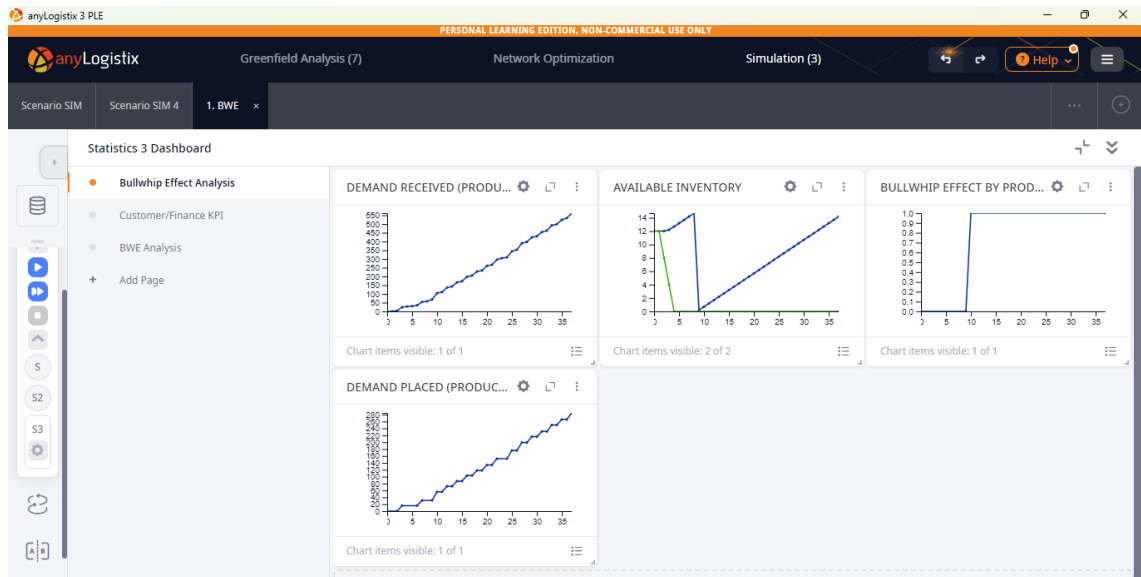 anyLogistix 3 PLE
PERSONAL LEARNING EDITION, NON-COMMERCIAL USE ONLY
anyLogistix
Greenfield Analysis (7)
Network Optimization
Simulation (3)
Help
Scenario SIM
Scenario SIM 4
1. BWE
Statistics 3 Dashboard
Bullwhip Effect Analysis
Customer/Finance KPI
BWE Analysis
+ Add Page
S
S2
S3
A B
DEMAND RECEIVED (PRODU...
550
500
450
400
350
300
250
200
150
100
50
0
5 10 15 20 25 30 35
Chart items visible: 1 of 1
AVAILABLE INVENTORY
14
12
10
8
6
4
2
0
5 10 15 20 25 30 35
Chart items visible: 2 of 2
BULLWHIP EFFECT BY PROD...
1.0
0.9
0.8
0.7
0.6
0.5
0.4
0.3
0.2
0.1
0.0
5 10 15 20 25 30 35
Chart items visible: 1 of 1
DEMAND PLACED (PRODUC...
280
260
240
220
200
180
160
140
120
100
80
60
40
20
0
5 10 15 20 25 30 35
Chart items visible: 1 of 1